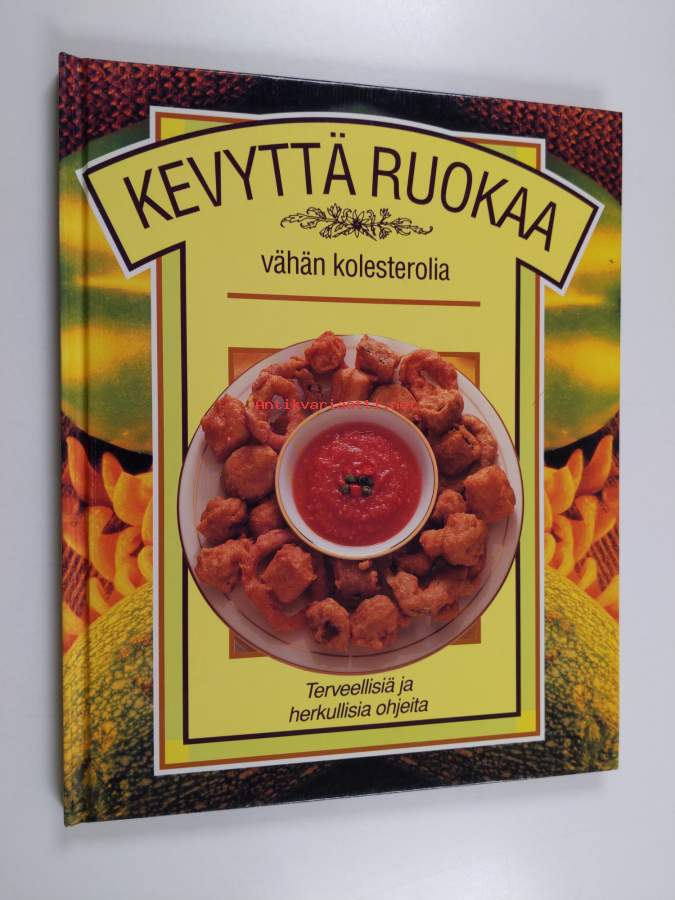 KEVYTTÄ RUOKAA
vähän kolesterolia
Antikvariaatti.net
Terveellisiä ja
herkullisia ohjeita